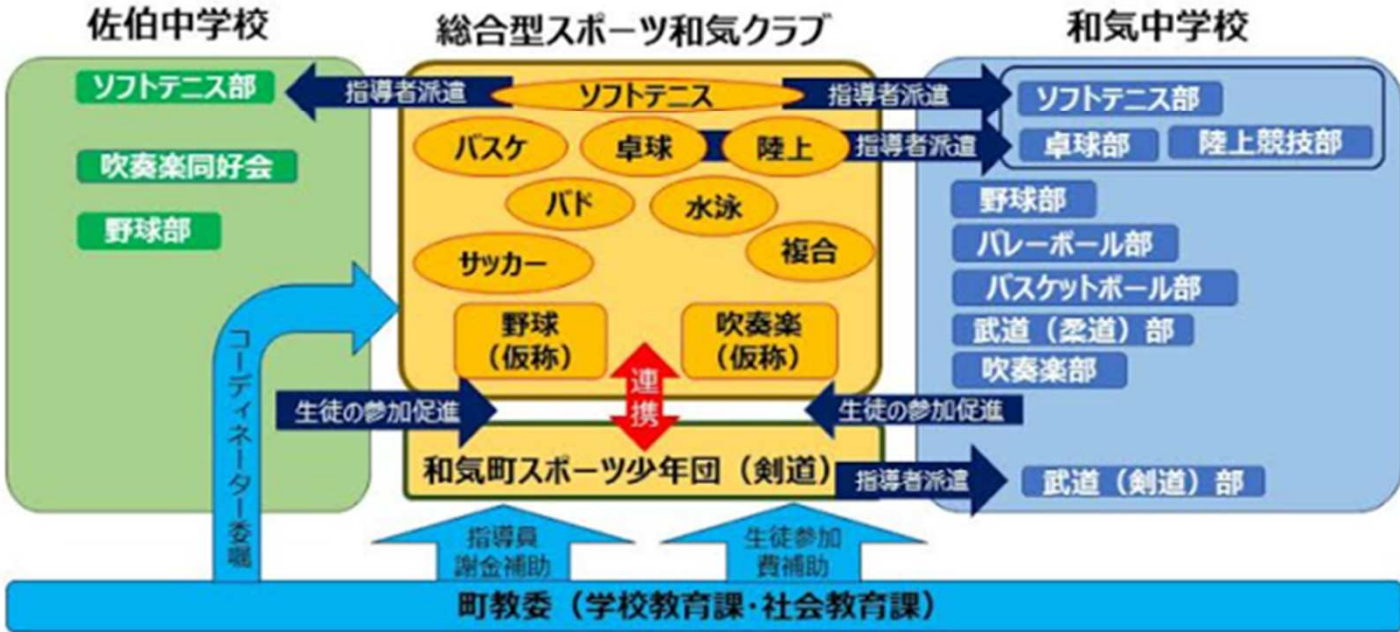 佐伯中学校
総合型スポーツ和気クラブ
和気中学校
ソフトテニス部
指導者派遣
ソフトテニス
指導者派遣
ソフトテニス部
バスケ
卓球
陸上
指導者派遣
卓球部
陸上競技部
吹奏楽同好会
バド
水泳
野球部
野球部
バレーボール部
サッカー
複合
バスケットボール部
野球
(仮称)
吹奏楽
(仮称)
武道(柔道)部
吹奏楽部
コーディネーター委嘱
生徒の参加促進
連携
生徒の参加促進
和気町スポーツ少年団(剣道)
指導者派遣
武道(剣道)部
指導員
謝金補助
生徒参加
費補助
町教委(学校教育課・社会教育課)